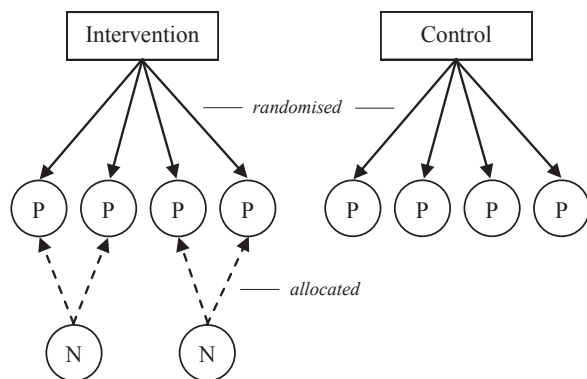 Intervention
Control
randomised
P P P P P P P P
allocated
N N